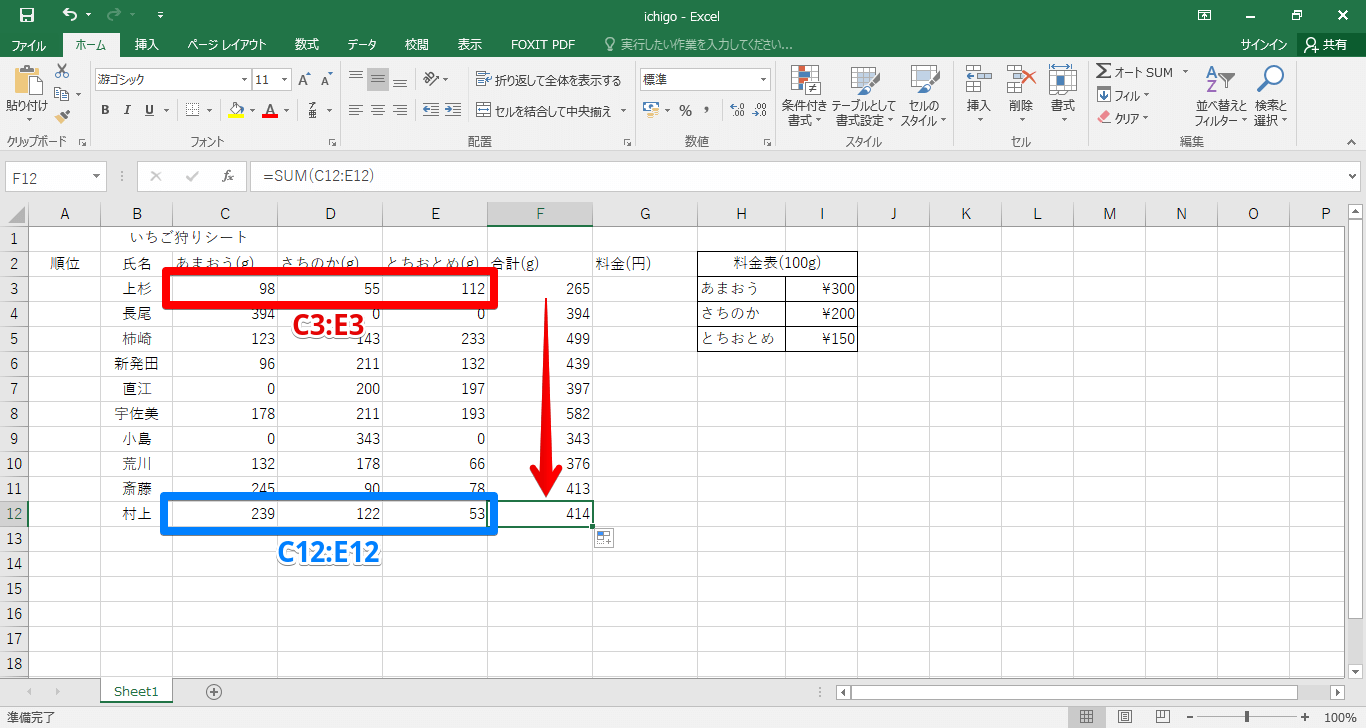 ichigo - Excel
ファイル ホーム 挿入 ページ レイアウト 数式 データ 校閲 表示 FOXIT PDF 実行したい作業を入力してください... サインイン 共有
貼り付け 游ゴシック 11 A A 折り返して全体を表示する 標準 条件付き書式 テーブルとして書式設定 セルのスタイル 挿入 削除 書式 オート SUM フィル クリア 並べ替えとフィルター 検索と選択
B I U A セルを結合して中央揃え %
クリップボード フォント 配置 数値 スタイル セル 編集
F12 fx =SUM(C12:E12)
A B C D E F G H I J K L M N O P
1 いちご狩りシート
2 順位 氏名 あまおう(g) さちのか(g) とちおとめ(g) 合計(g) 料金(円) 料金表(100g)
3 上杉 98 55 112 265 あまおう ¥300
4 長尾 394 0 0 394 さちのか ¥200
C3:E3
5 柿崎 123 143 233 499 とちおとめ ¥150
6 新発田 96 211 132 439
7 直江 0 200 197 397
8 宇佐美 178 211 193 582
9 小島 0 343 0 343
10 荒川 132 178 66 376
11 斎藤 245 90 78 413
12 村上 239 122 53 414
13
C12:E12
14
15
16
17
18
Sheet1
準備完了 100%